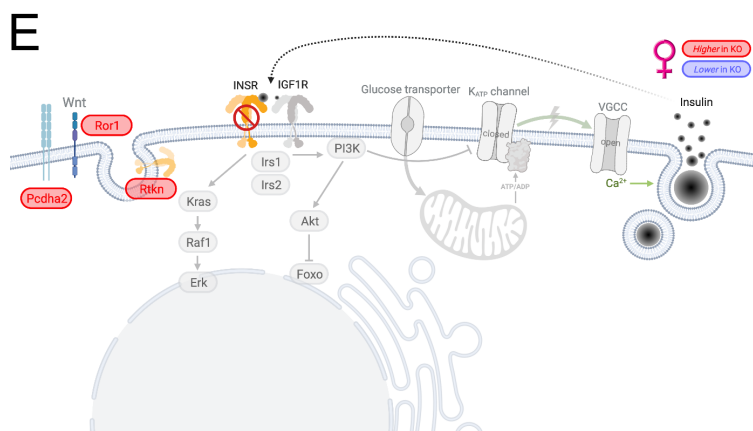 E
Higher in KO
Lower in KO
INSR
IGF1R
Glucose transporter
KATP channel
VGCC
Insulin
Wnt
Ror1
closed
open
PI3K
Irs1
Irs2
Pcdha2
Rtkn
Kras
ATP/ADP
Ca2+
Akt
Raf1
Foxo
Erk